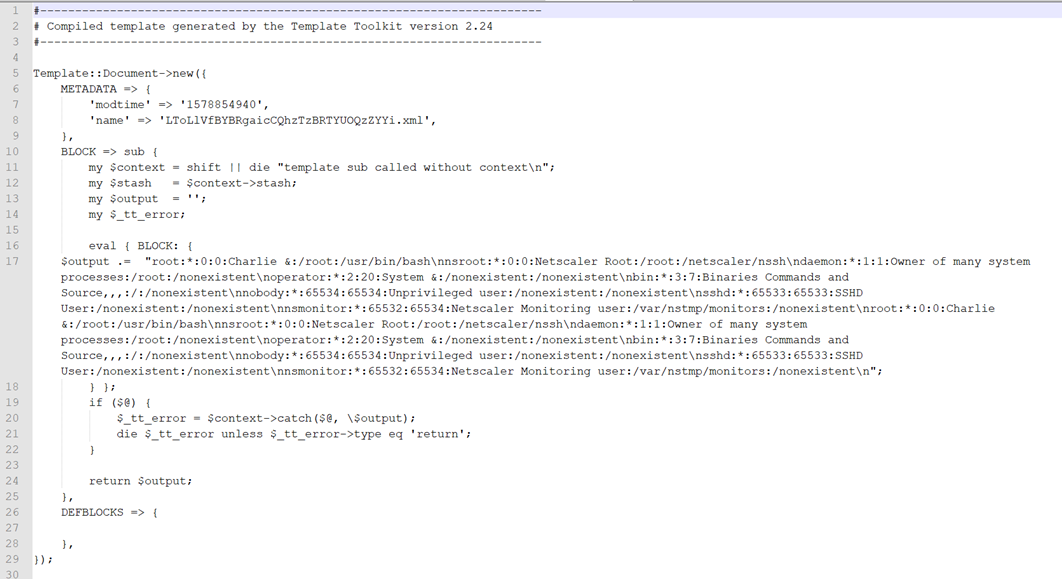 1 #-------------------------------------------------------------------------
2 # Compiled template generated by the Template Toolkit version 2.24
3 #-------------------------------------------------------------------------
4
5 Template::Document->new({
6     METADATA => {
7         'modtime' => '1578854940',
8         'name' => 'LToLlVfBYBRgaicCQhzTzBRTYUOQzZYYi.xml',
9     },
10     BLOCK => sub {
11         my $context = shift || die "template sub called without context\n";
12         my $stash   = $context->stash;
13         my $output  = '';
14         my $_tt_error;
15
16         eval { BLOCK: {
17     $output .=  "root:*:0:0:Charlie &:/root:/usr/bin/bash\nnsroot:*:0:0:Netscaler Root:/root:/netscaler/nssh\ndaemon:*:1:1:Owner of many system
processes:/root:/nonexistent\noperator:*:2:20:System &:/nonexistent:/nonexistent\nbin:*:3:7:Binaries Commands and
Source,,,:/:/nonexistent\nnobody:*:65534:65534:Unprivileged user:/nonexistent:/nonexistent\nsshd:*:65533:65533:SSHD
User:/nonexistent:/nonexistent\nnsmonitor:*:65532:65534:Netscaler Monitoring user:/var/nstmp/monitors:/nonexistent\nroot:*:0:0:Charlie
&:/root:/usr/bin/bash\nnsroot:*:0:0:Netscaler Root:/root:/netscaler/nssh\ndaemon:*:1:1:Owner of many system
processes:/root:/nonexistent\noperator:*:2:20:System &:/nonexistent:/nonexistent\nbin:*:3:7:Binaries Commands and
Source,,,:/:/nonexistent\nnobody:*:65534:65534:Unprivileged user:/nonexistent:/nonexistent\nsshd:*:65533:65533:SSHD
User:/nonexistent:/nonexistent\nnsmonitor:*:65532:65534:Netscaler Monitoring user:/var/nstmp/monitors:/nonexistent\n";
18         } };
19         if ($@) {
20             $_tt_error = $context->catch($@, \$output);
21             die $_tt_error unless $_tt_error->type eq 'return';
22         }
23
24         return $output;
25     },
26     DEFBLOCKS => {
27
28     },
29 });
30